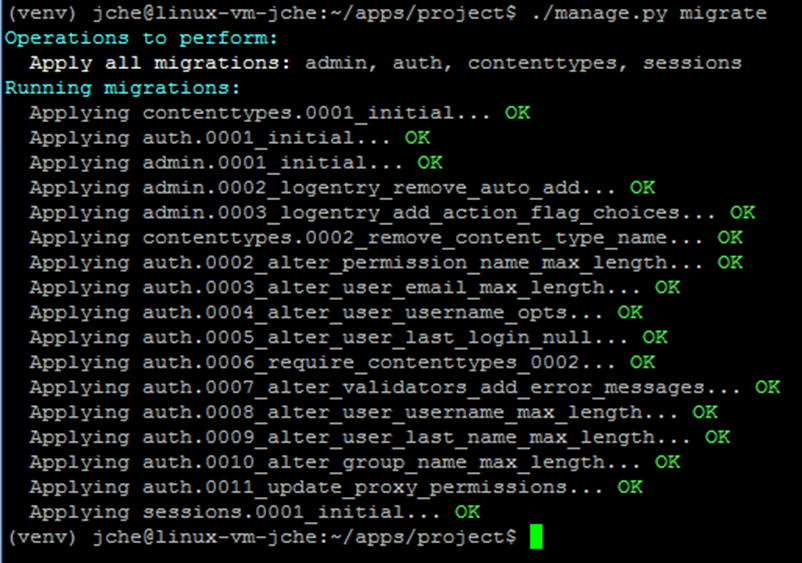 (venv) jche@linux-vm-jche:~/apps/project$ ./manage.py migrate
Operations to perform:
  Apply all migrations: admin, auth, contenttypes, sessions
Running migrations:
  Applying contenttypes.0001_initial... OK
  Applying auth.0001_initial... OK
  Applying admin.0001_initial... OK
  Applying admin.0002_logentry_remove_auto_add... OK
  Applying admin.0003_logentry_add_action_flag_choices... OK
  Applying contenttypes.0002_remove_content_type_name... OK
  Applying auth.0002_alter_permission_name_max_length... OK
  Applying auth.0003_alter_user_email_max_length... OK
  Applying auth.0004_alter_user_username_opts... OK
  Applying auth.0005_alter_user_last_login_null... OK
  Applying auth.0006_require_contenttypes_0002... OK
  Applying auth.0007_alter_validators_add_error_messages... OK
  Applying auth.0008_alter_user_username_max_length... OK
  Applying auth.0009_alter_user_last_name_max_length... OK
  Applying auth.0010_alter_group_name_max_length... OK
  Applying auth.0011_update_proxy_permissions... OK
  Applying sessions.0001_initial... OK
(venv) jche@linux-vm-jche:~/apps/project$